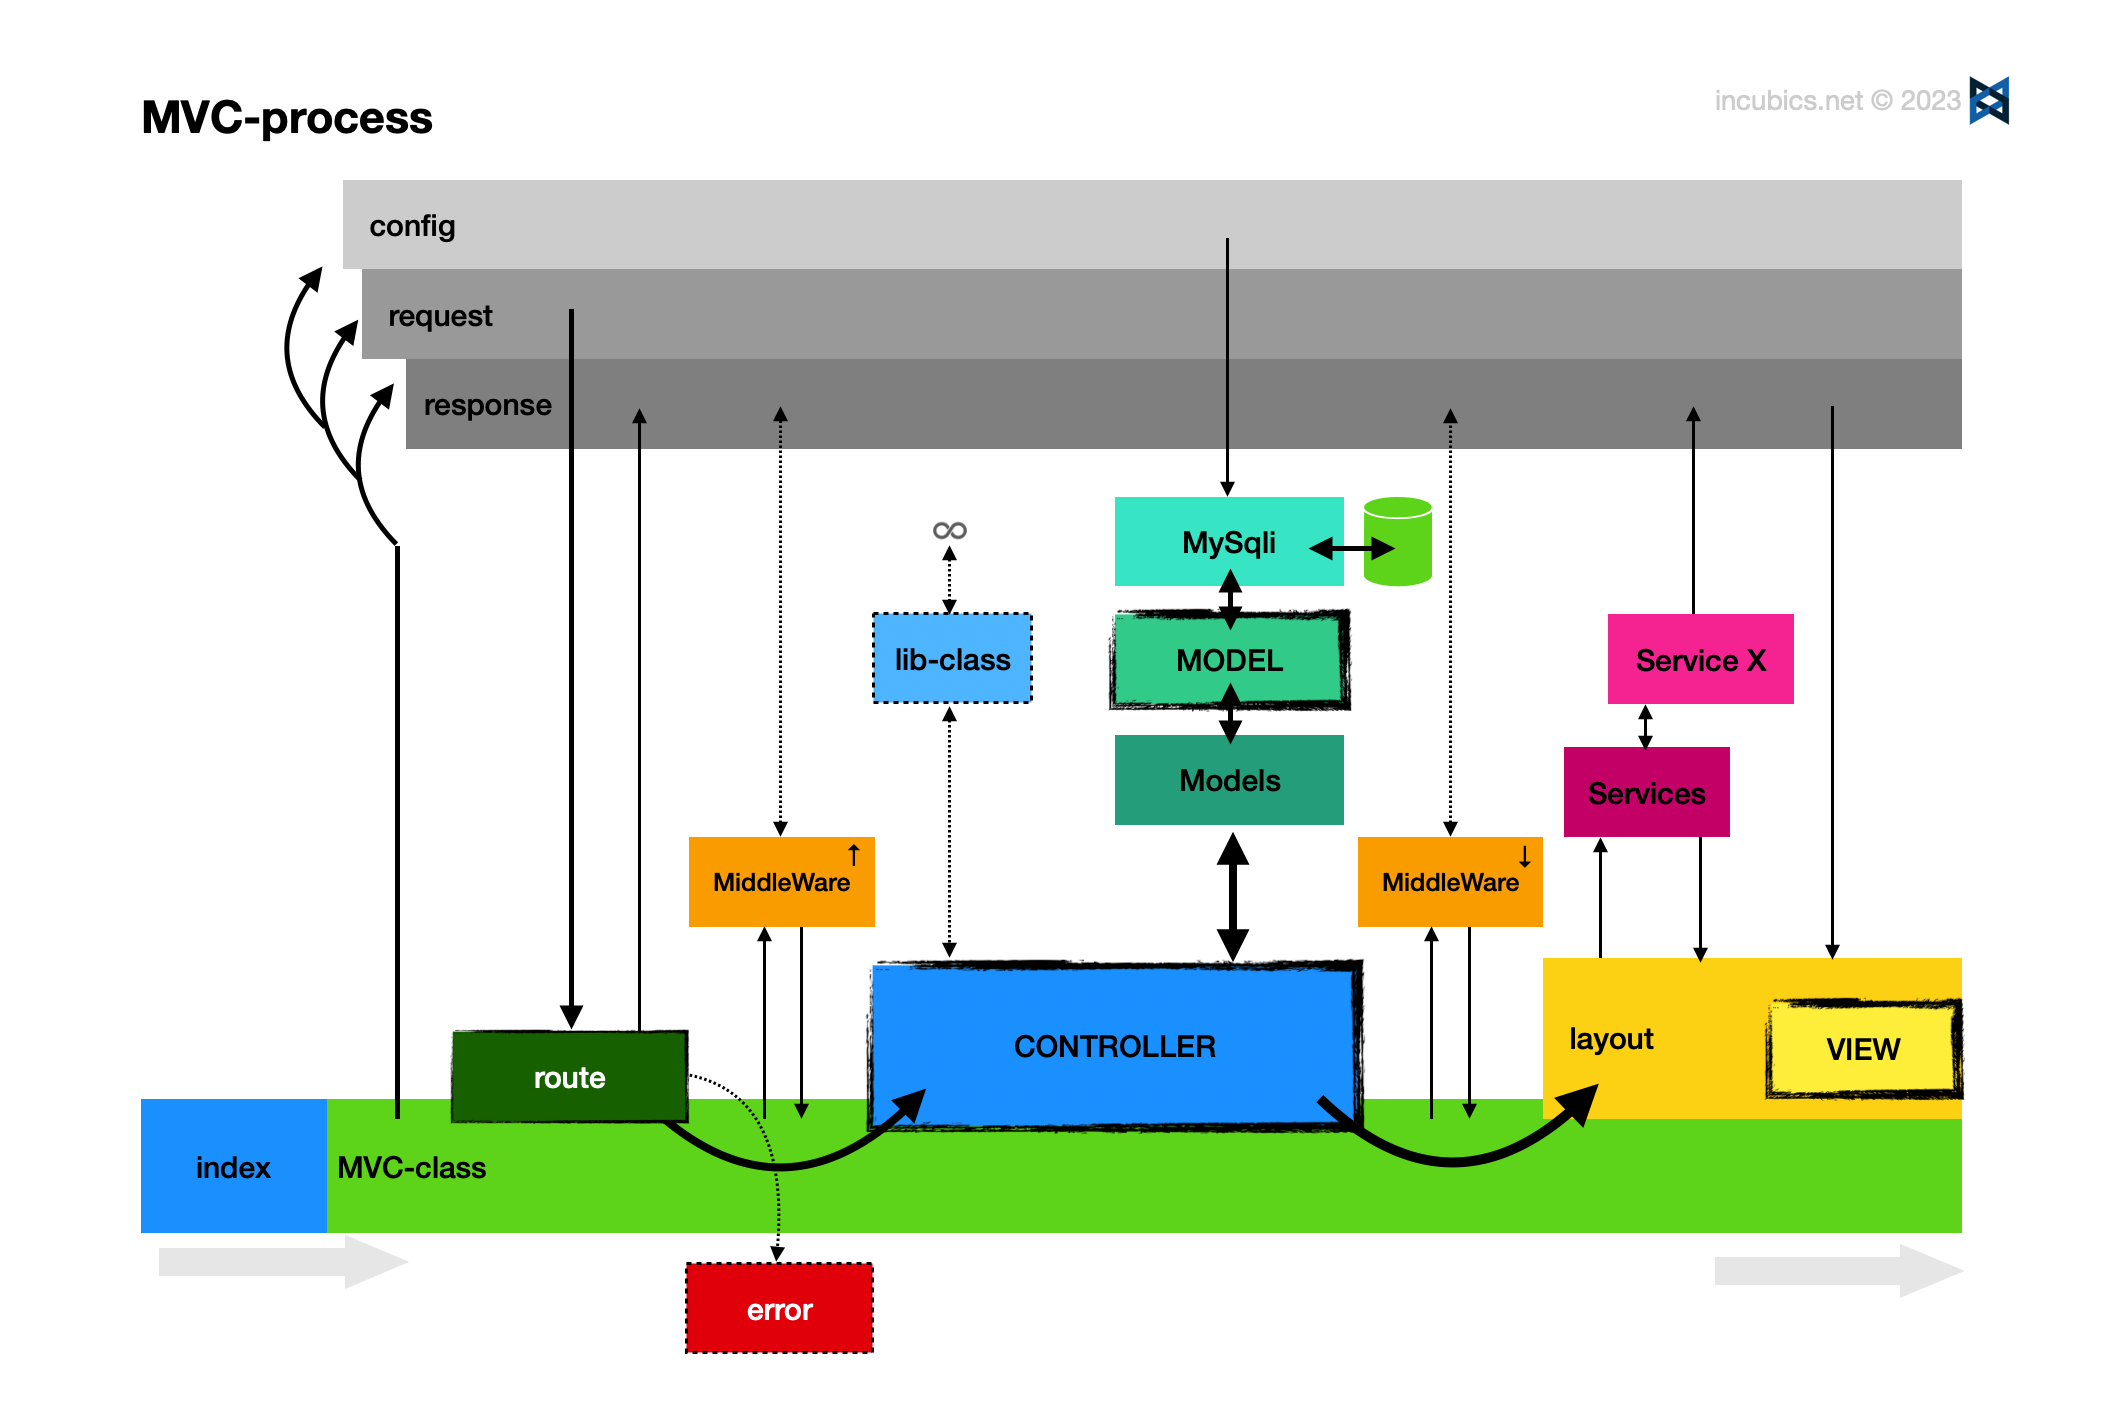 MVC-process
incubics.net © 2023
config
request
response
∞
MySqli
lib-class
MODEL
Service X
Models
Services
↑
MiddleWare
↓
MiddleWare
CONTROLLER
layout
VIEW
route
index
MVC-class
error